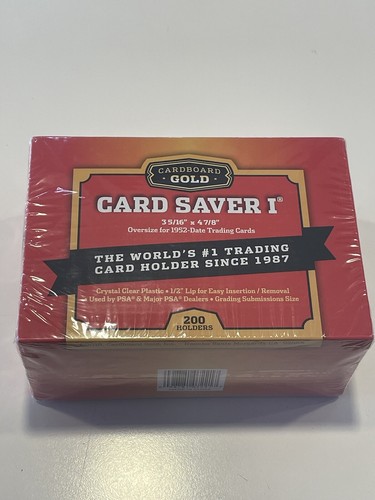 CARDBOARD
GOLD
CARD SAVER I®
3 5/16" x 4 7/8"
Oversize for 1952-Date Trading Cards
THE WORLD'S #1 TRADING
CARD HOLDER SINCE 1987
Crystal Clear Plastic • 1/2" Lip for Easy Insertion / Removal
Used by PSA® & Major PSA® Dealers • Grading Submissions Size
200
HOLDERS